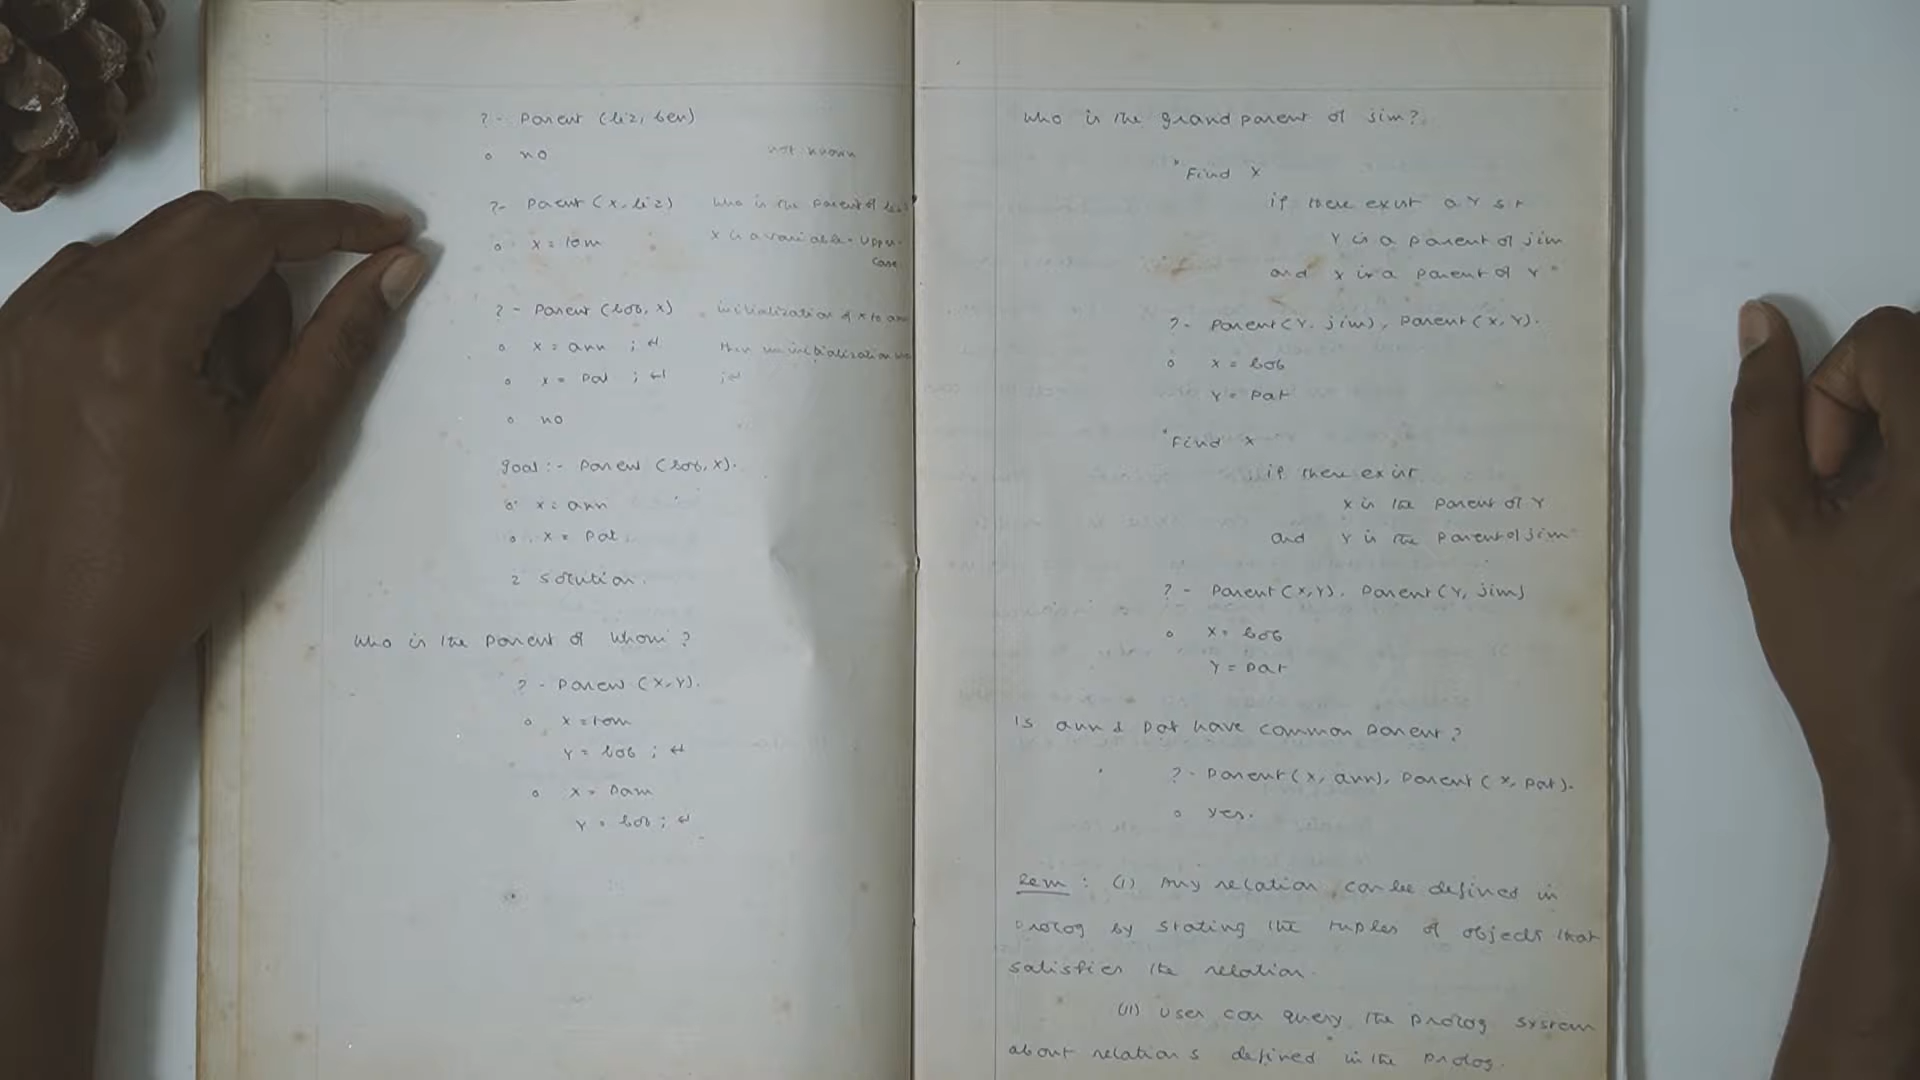 ?- Parent (liz, ben)
o no
not known
?- Parent (x, liz) who is the parent of liz?
o x = tom x is a variable - upper-
case
?- Parent (bob, x) initialization of x to ann
o x = ann ; ↵ then uninitialization
o x = pat ; ↵
o no
goal :- Parent (bob, x).
o x = ann
o x = pat
2 solution.
who is the parent of whom ?
?- Parent (X,Y).
o x = tom
Y = bob ; ↵
o x = pam
Y = bob ; ↵
who is the grand parent of jim ?
"Find x
if there exist a Y s.t
Y is a parent of jim
and x is a parent of Y"
?- Parent(Y, jim), Parent(X, Y).
o x = bob
Y = pat
"Find x
if there exist
x is the parent of Y
and Y is the parent of jim"
?- Parent(X,Y). Parent(Y, jim)
o x = bob
Y = pat
Is ann & pat have common parent ?
?- Parent(x, ann), Parent(x, pat).
o yes.
Rem : (i) Any relation can be defined in
Prolog by stating the tuples of objects that
satisfies the relation.
(ii) user can query the prolog system
about relations defined in the prolog.